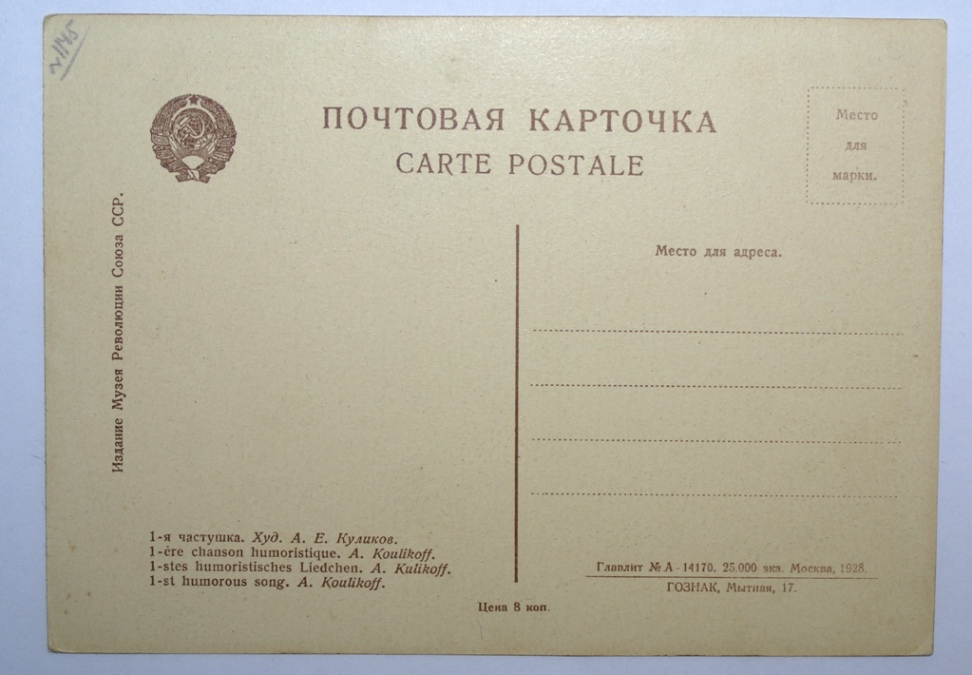 ПОЧТОВАЯ КАРТОЧКА
CARTE POSTALE
Место
для
марки.
Издание Музея Революции Союза ССР.
Место для адреса.
1-я частушка. Худ. А. Е. Куликов.
1-ère chanson humoristique. A. Koulikoff.
1-stes humoristisches Liedchen. A. Kulikoff.
1-st humorous song. A. Koulikoff.
Главлит № А - 14170. 25.000 экз. Москва, 1928.
ГОЗНАК, Мытная, 17.
Цена 8 коп.